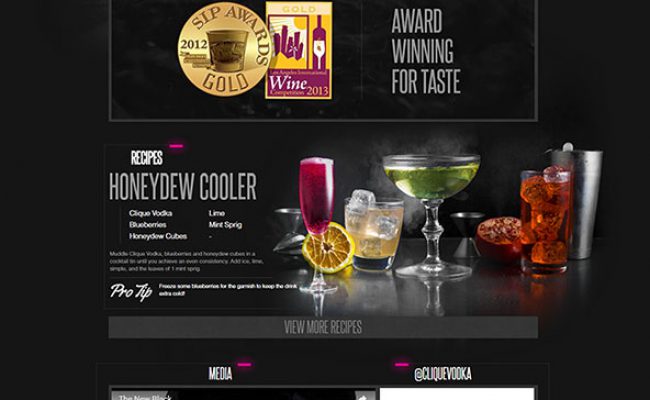 SIP AWARDS
2012
GOLD
GOLD
Los Angeles International
Wine
Competition 2013
AWARD
WINNING
FOR TASTE
RECIPES
HONEYDEW COOLER
Clique Vodka Lime
Blueberries Mint Sprig
Honeydew Cubes -
Muddle Clique Vodka, blueberries and honeydew cubes in a
cocktail tin until you achieve an even consistency. Add ice, lime,
simple, and the leaves of 1 mint sprig.
Pro Tip
Freeze some blueberries for the garnish to keep the drink
extra cold!
VIEW MORE RECIPES
MEDIA
@CLIQUEVODKA
The New Black